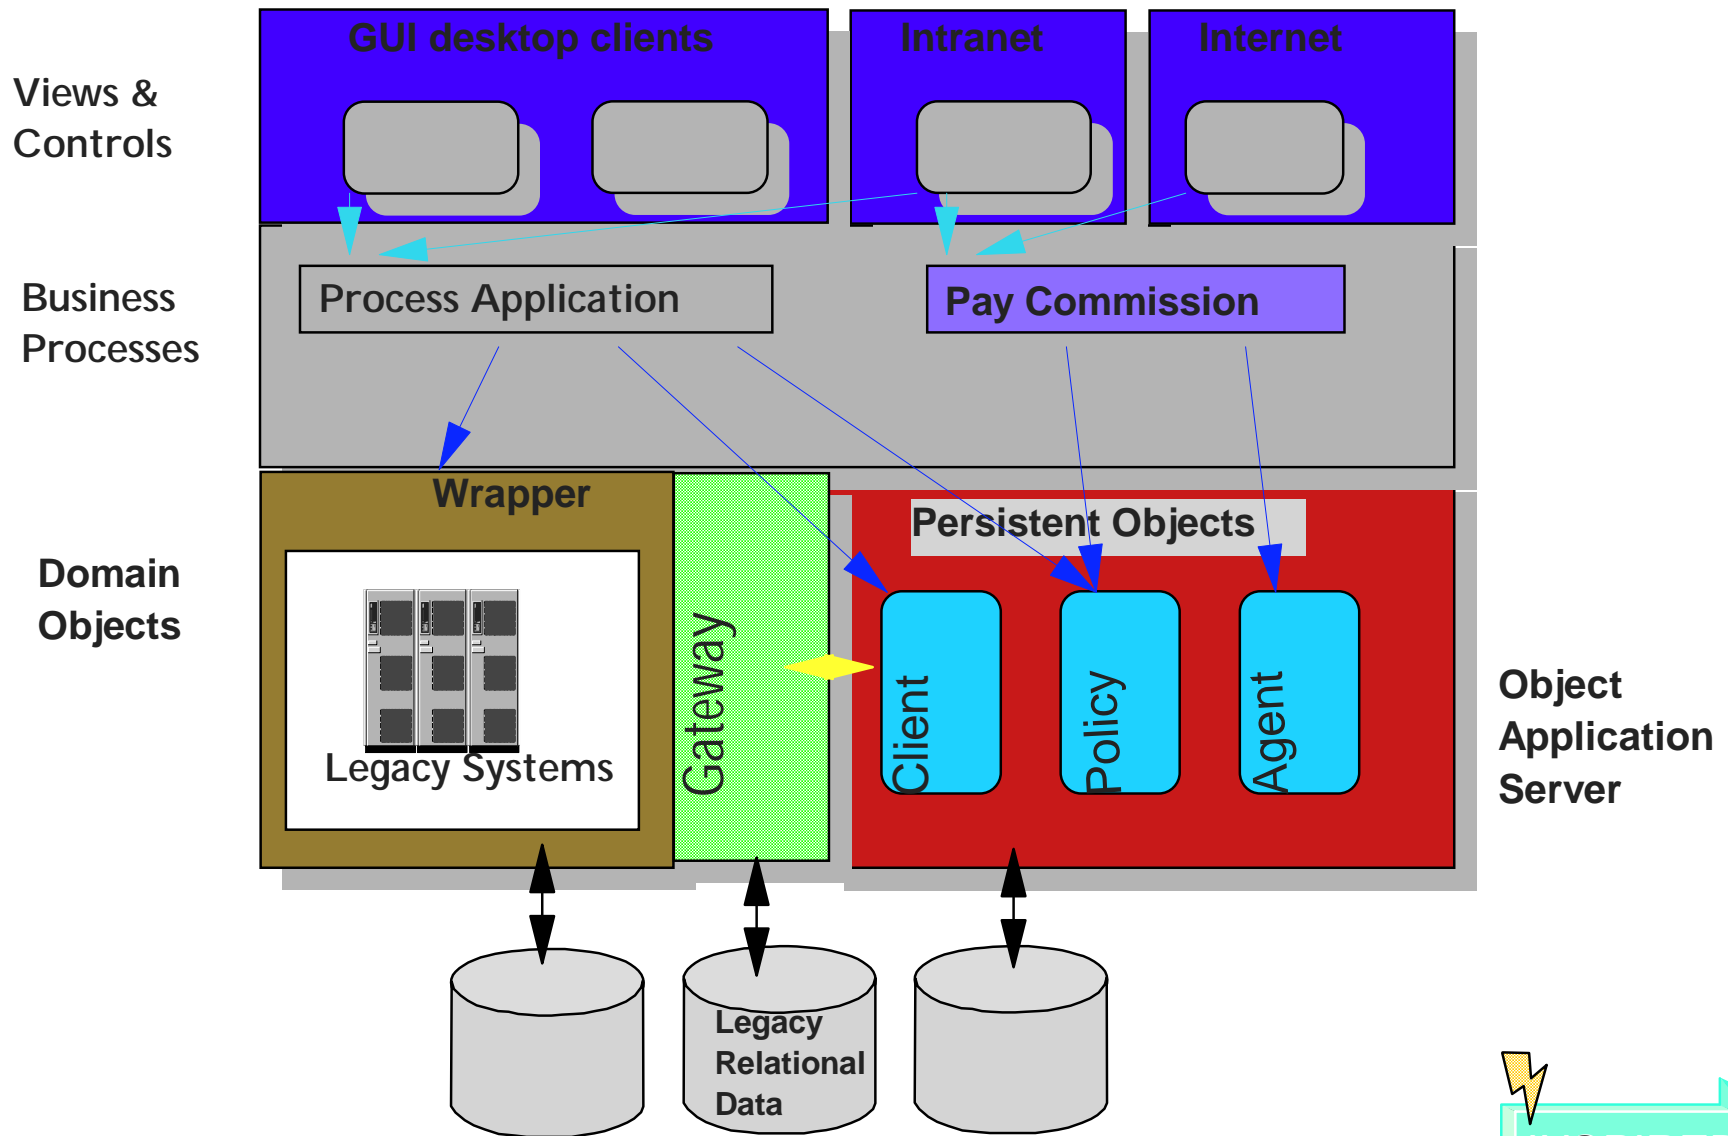 GUI desktop clients
Intranet
Internet
Views &
Controls
Process Application
Pay Commission
Business
Processes
Wrapper
Persistent Objects
Domain
Objects
Legacy Systems
Gateway
Client
Policy
Agent
Object
Application
Server
Legacy
Relational
Data